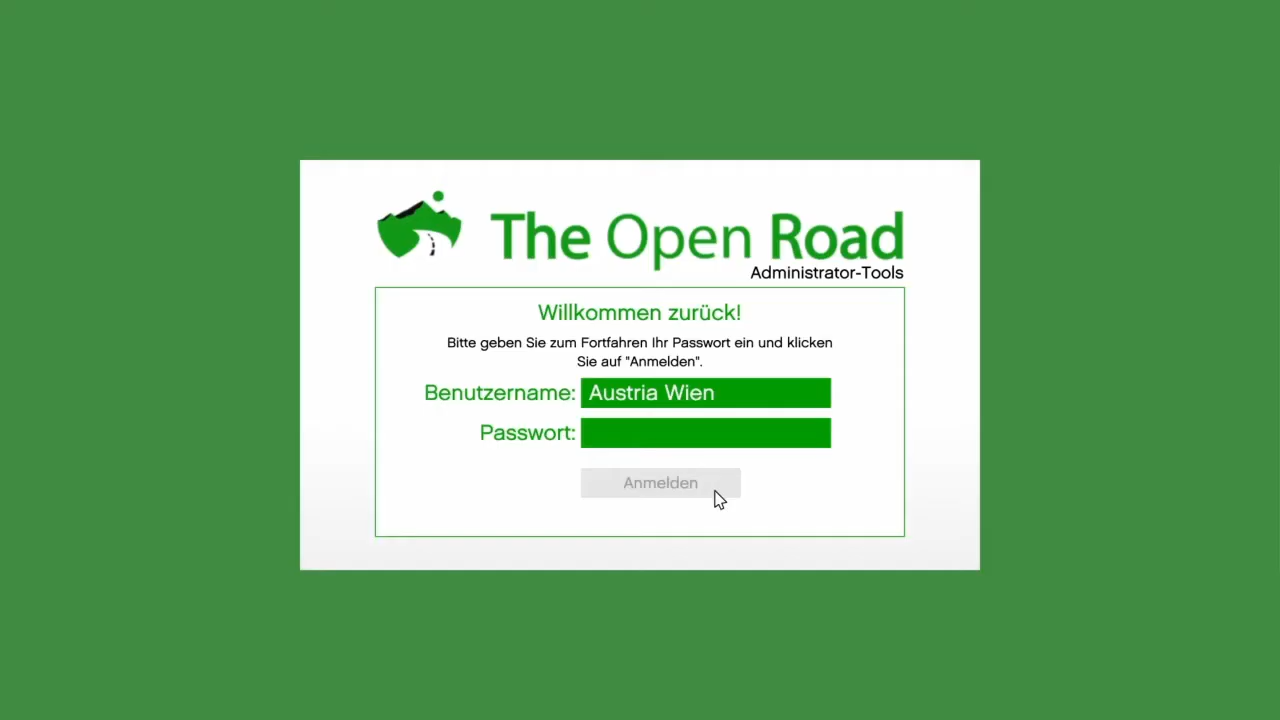 The Open Road
Administrator-Tools
Willkommen zurück!
Bitte geben Sie zum Fortfahren Ihr Passwort ein und klicken
Sie auf "Anmelden".
Benutzername: Austria Wien
Passwort:
Anmelden